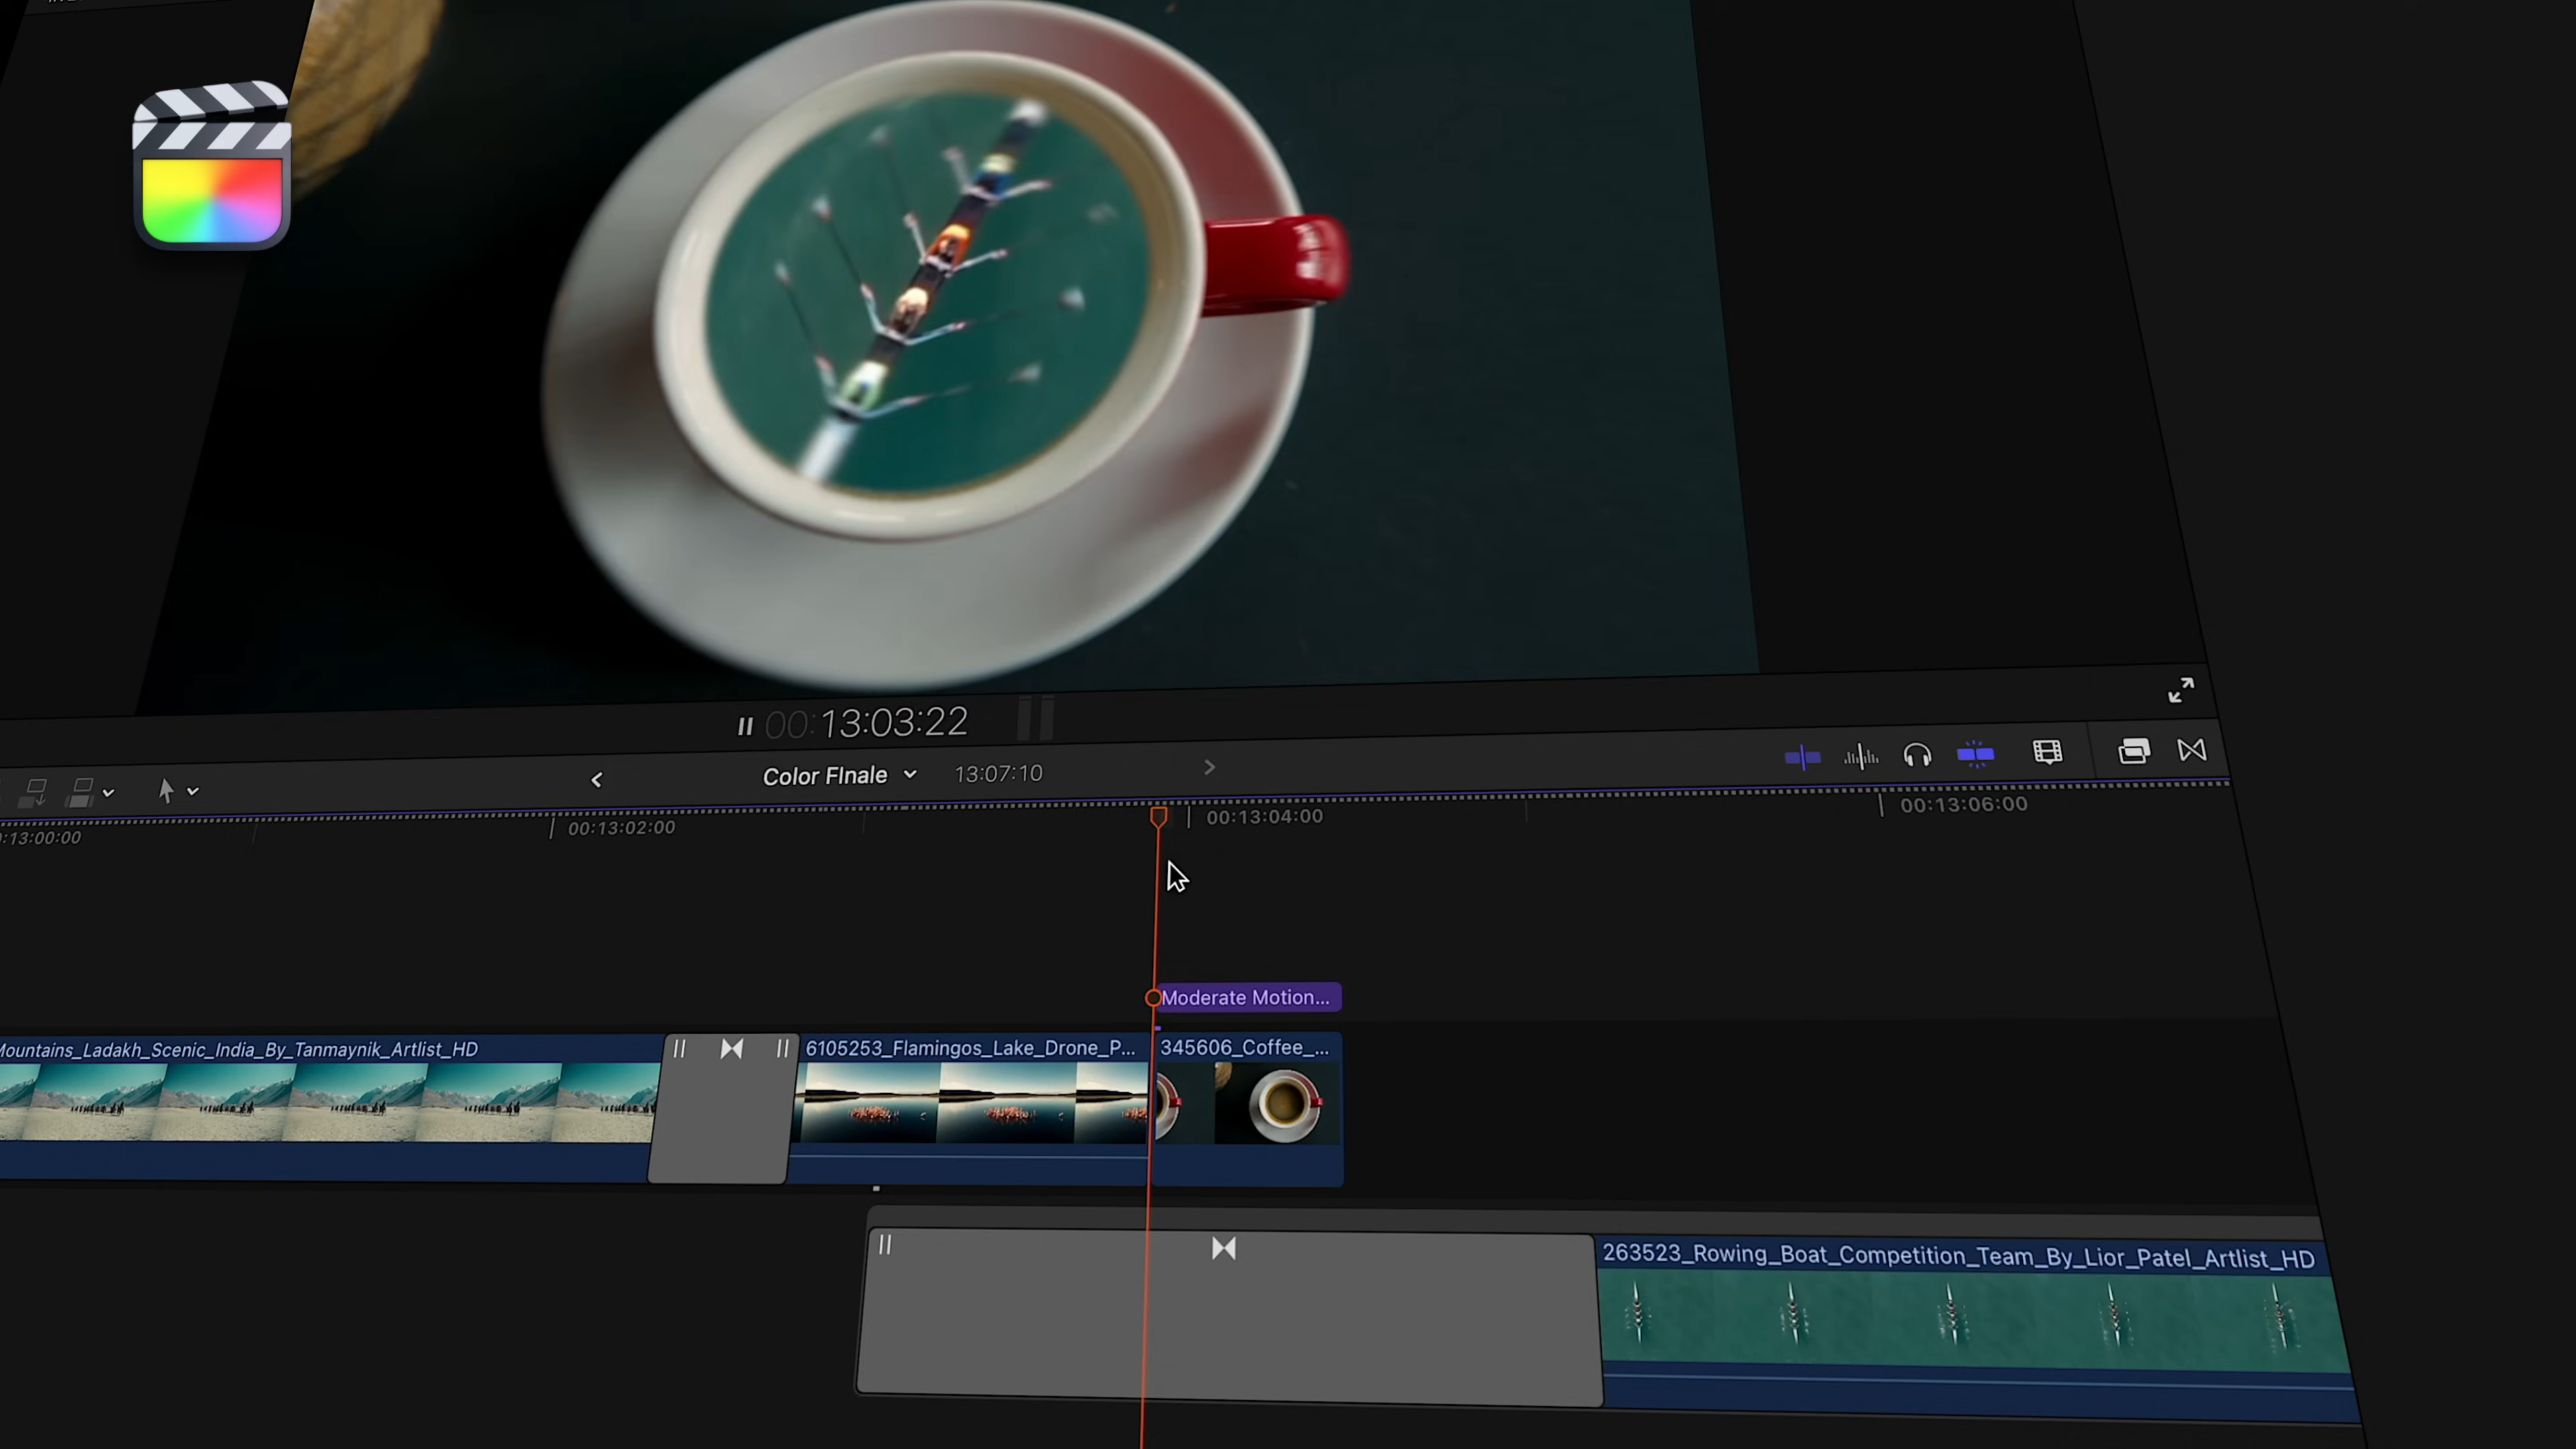 00:13:03:22
Color FInale
13:07:10
:13:00:00
00:13:02:00
00:13:04:00
00:13:06:00
Moderate Motion...
Mountains_Ladakh_Scenic_India_By_Tanmaynik_Artlist_HD
6105253_Flamingos_Lake_Drone_P...
345606_Coffee_...
263523_Rowing_Boat_Competition_Team_By_Lior_Patel_Artlist_HD